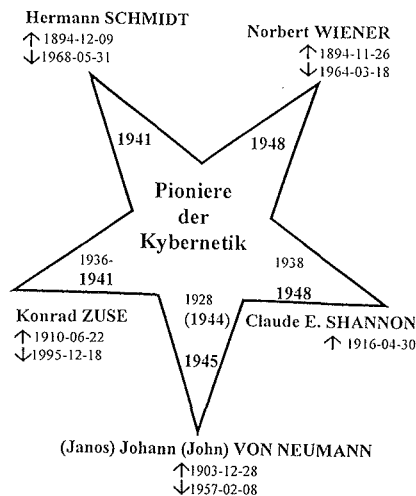 Hermann SCHMIDT
↑ 1894-12-09
↓ 1968-05-31
Norbert WIENER
↑ 1894-11-26
↓ 1964-03-18
1941
1948
Pioniere
der
Kybernetik
1936-
1941
1938
1948
1928
(1944)
1945
Konrad ZUSE
↑ 1910-06-22
↓ 1995-12-18
Claude E. SHANNON
↑ 1916-04-30
(Janos) Johann (John) VON NEUMANN
↑ 1903-12-28
↓ 1957-02-08